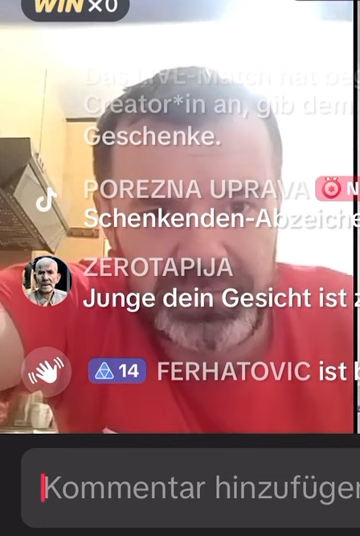 WIN ×0
Das LIVE-Match hat beg
Creator*in an, gib dem
Geschenke.
POREZNA UPRAVA N
Schenkenden-Abzeiche
ZEROTAPIJA
Junge dein Gesicht ist z
14 FERHATOVIC ist b
Kommentar hinzufügen